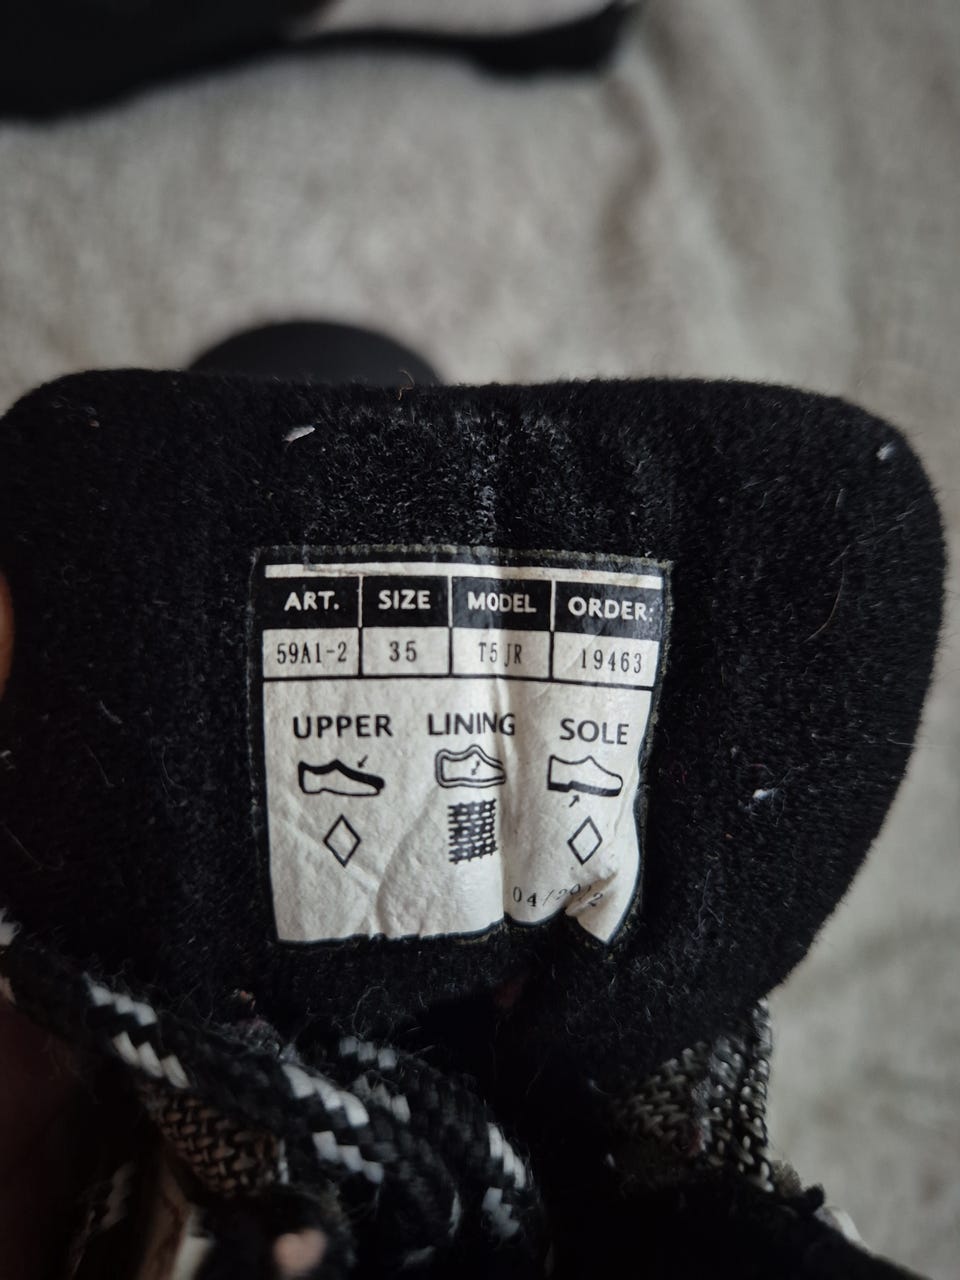 ART. SIZE MODEL ORDER:
59A1-2 35 T5 JR 19463
UPPER LINING SOLE